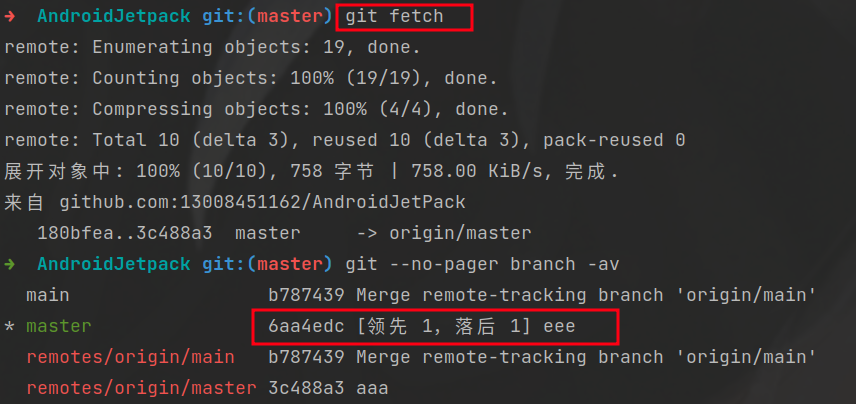 ➜  AndroidJetpack git:(master) git fetch
remote: Enumerating objects: 19, done.
remote: Counting objects: 100% (19/19), done.
remote: Compressing objects: 100% (4/4), done.
remote: Total 10 (delta 3), reused 10 (delta 3), pack-reused 0
展开对象中: 100% (10/10), 758 字节 | 758.00 KiB/s, 完成.
来自 github.com:13008451162/AndroidJetPack
   180bfea..3c488a3  master     -> origin/master
➜  AndroidJetpack git:(master) git --no-pager branch -av
  main                  b787439 Merge remote-tracking branch 'origin/main'
* master                6aa4edc [领先 1，落后 1] eee
  remotes/origin/main   b787439 Merge remote-tracking branch 'origin/main'
  remotes/origin/master 3c488a3 aaa